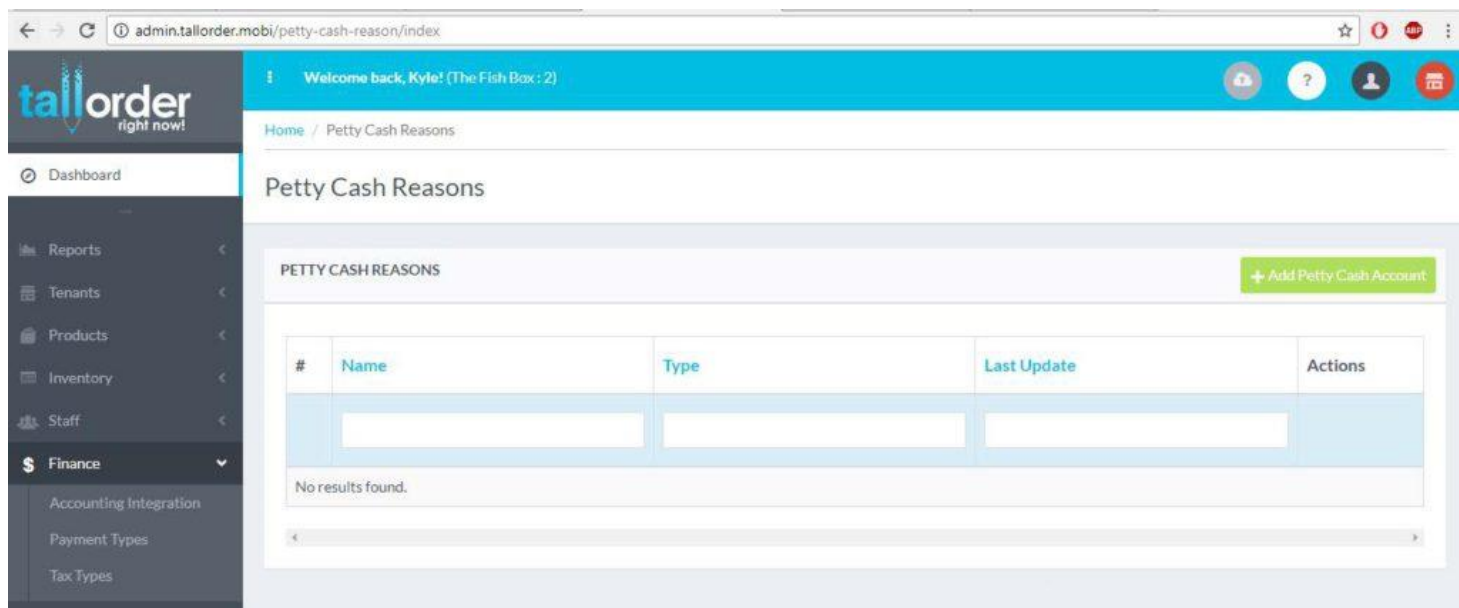 admin.tallorder.mobi/petty-cash-reason/index
ABP
tallorder
right now!
Welcome back, Kyle! (The Fish Box : 2)
?
Home / Petty Cash Reasons
Dashboard
Petty Cash Reasons
Reports
Tenants
Products
Inventory
Staff
$ Finance
Accounting Integration
Payment Types
Tax Types
PETTY CASH REASONS
+ Add Petty Cash Account
# Name Type Last Update Actions
No results found.